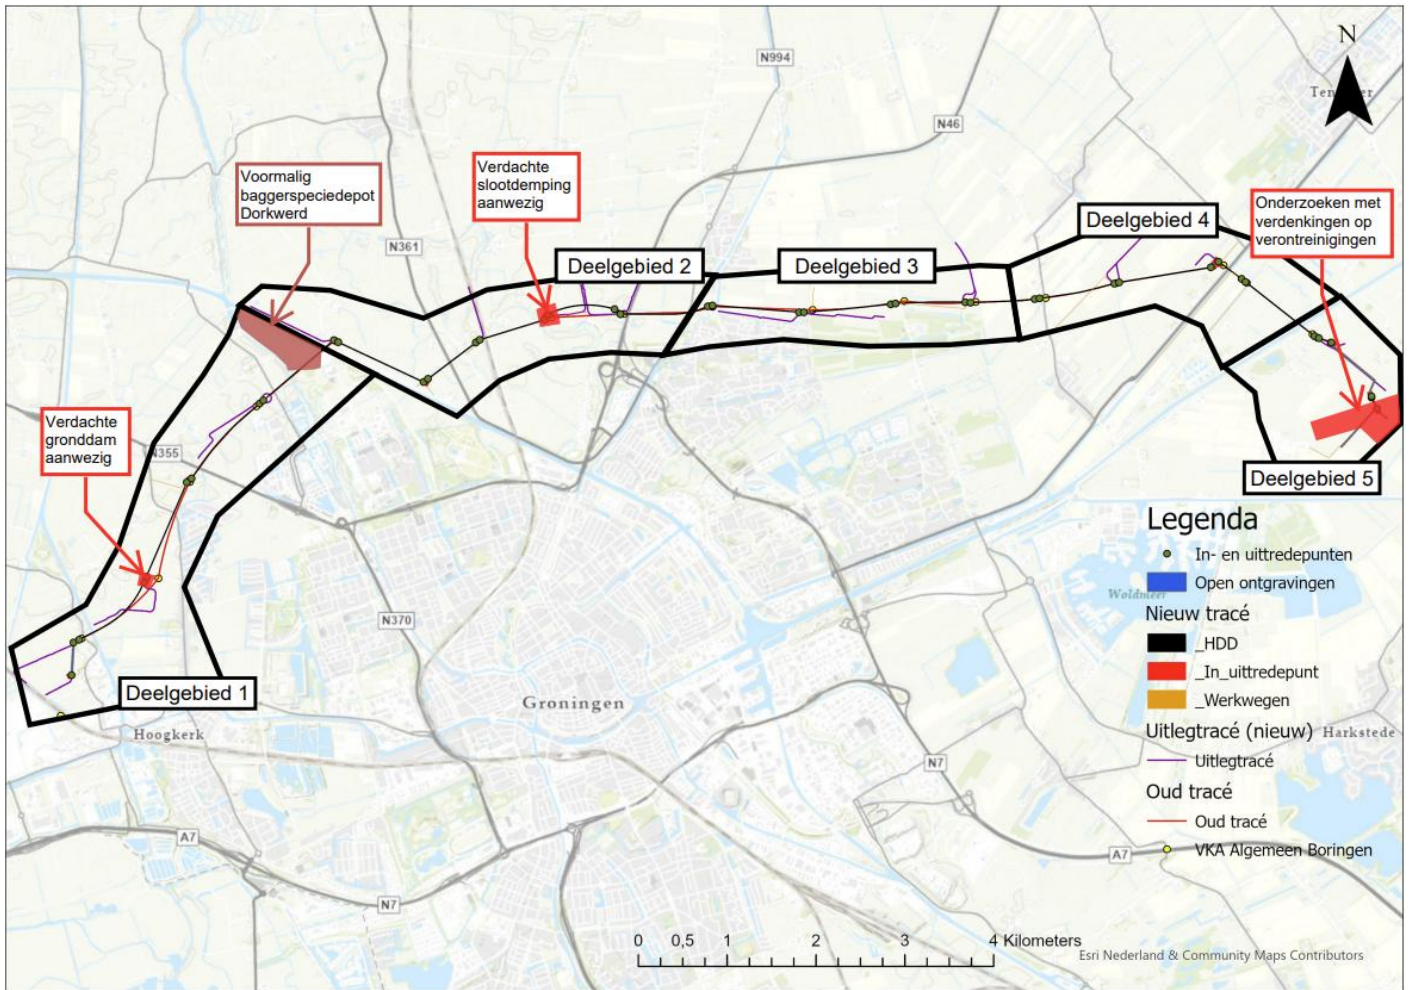 N
N994
Ten
er
N46
Voormalig
baggerspeciedepot
Dorkwerd
Verdachte
slootdemping
aanwezig
Onderzoeken met
verdenkingen op
verontreinigingen
Deelgebied 4
N361
Deelgebied 2
Deelgebied 3
Verdachte
gronddam
aanwezig
N355
Deelgebied 5
Legenda
In- en uittredepunten
Open ontgravingen
Woldmeer
Nieuw tracé
_HDD
_In_uittredepunt
_Werkwegen
Uitlegtracé (nieuw)
Harkstede
Uitlegtracé
Oud tracé
Oud tracé
VKA Algemeen Boringen
N370
Deelgebied 1
Groningen
Hoogkerk
N7
A7
A7
N7
0 0,5 1 2 3 4 Kilometers
Esri Nederland & Community Maps Contributors